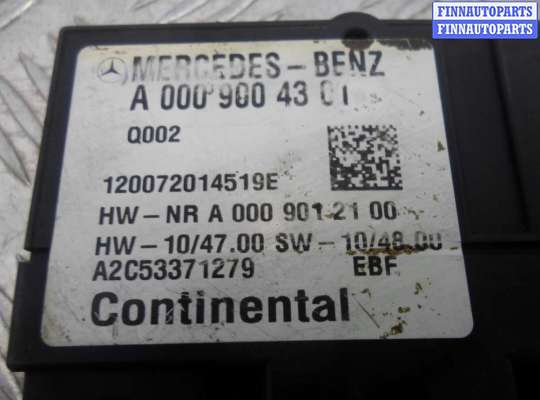 FINNAUTOPARTS
FINNAUTOPARTS
MERCEDES-BENZ
A 000 900 43 01
Q002
120072014519E
HW-NR A 000 901 21 00
HW-10/47.00 SW-10/48.00
A2C53371279 EBF
Continental